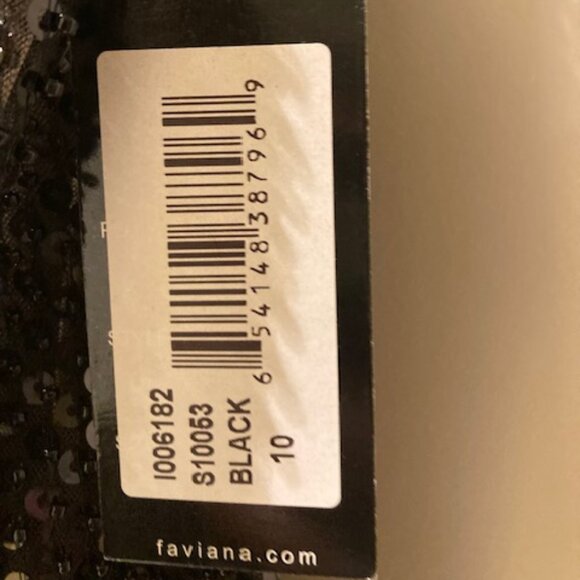 6 54148 38796 9
I006182
S10053
BLACK
10
faviana.com